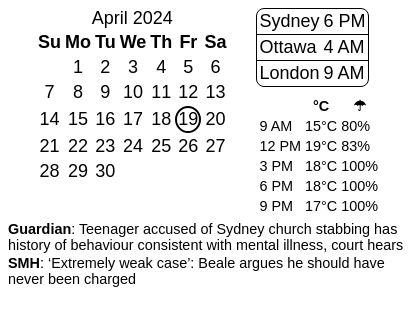 April 2024
Su Mo Tu We Th Fr Sa
1 2 3 4 5 6
7 8 9 10 11 12 13
14 15 16 17 18 19 20
21 22 23 24 25 26 27
28 29 30
Sydney 6 PM
Ottawa 4 AM
London 9 AM
°C ☂
9 AM 15°C 80%
12 PM 19°C 83%
3 PM 18°C 100%
6 PM 18°C 100%
9 PM 17°C 100%
Guardian: Teenager accused of Sydney church stabbing has
history of behaviour consistent with mental illness, court hears
SMH: ‘Extremely weak case’: Beale argues he should have
never been charged